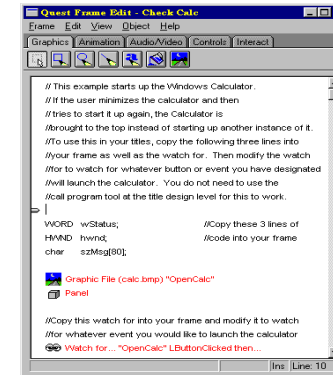 Quest Frame Edit - Check Calc
Frame Edit View Object Help
Graphics Animation Audio/Video Controls Interact
// This example starts up the Windows Calculator.
// If the user minimizes the calculator and then
// tries to start it up again, the Calculator is
//brought to the top instead of starting up another instance of it.
//To use this in your titles, copy the following three lines into
//your frame as well as the watch for. Then modify the watch
//for to watch for whatever button or event you have designated
//will launch the calculator. You do not need to use the
//call program tool at the title design level for this to work.
WORD wStatus; //Copy these 3 lines of
HWND hwnd; //code into your frame
char szMsg[80];
Graphic File (calc.bmp) "OpenCalc"
Panel
//Copy this watch for into your frame and modify it to watch
//for whatever event you would like to launch the calculator
Watch for... "OpenCalc" LButtonClicked then,...
Ins Line: 10